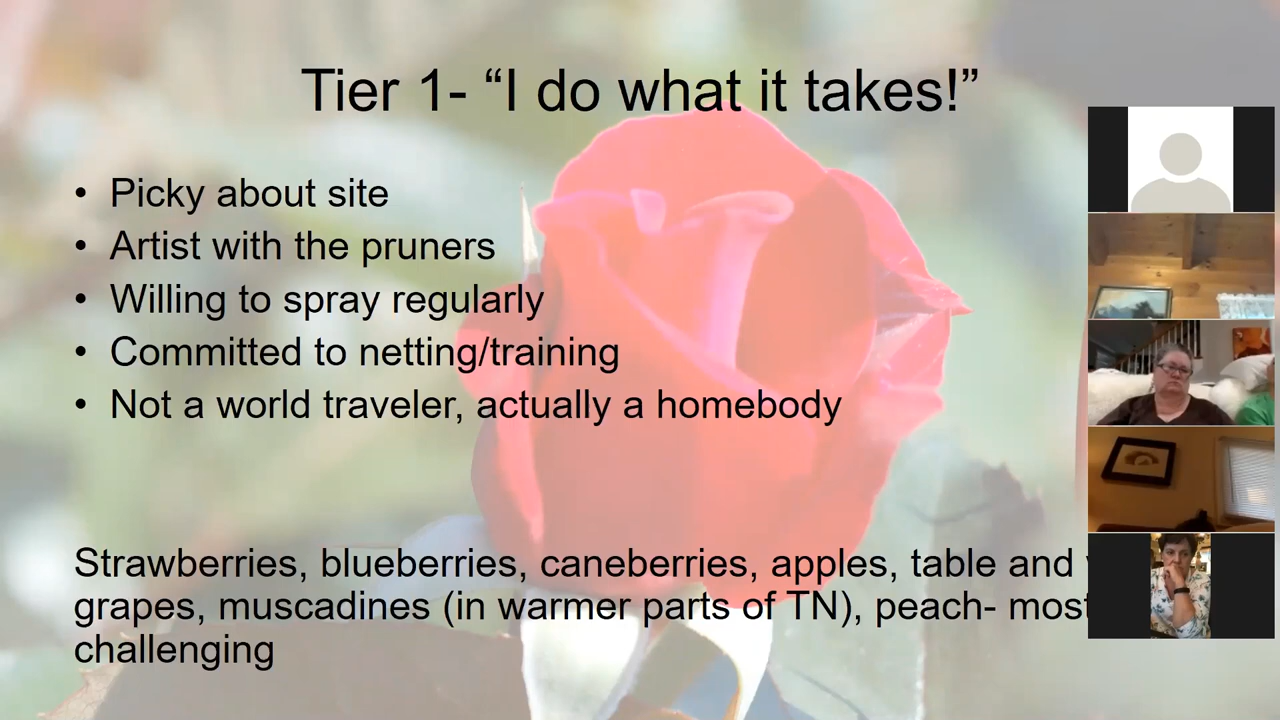 Tier 1- “I do what it takes!”
• Picky about site
• Artist with the pruners
• Willing to spray regularly
• Committed to netting/training
• Not a world traveler, actually a homebody
Strawberries, blueberries, caneberries, apples, table and
grapes, muscadines (in warmer parts of TN), peach- most
challenging